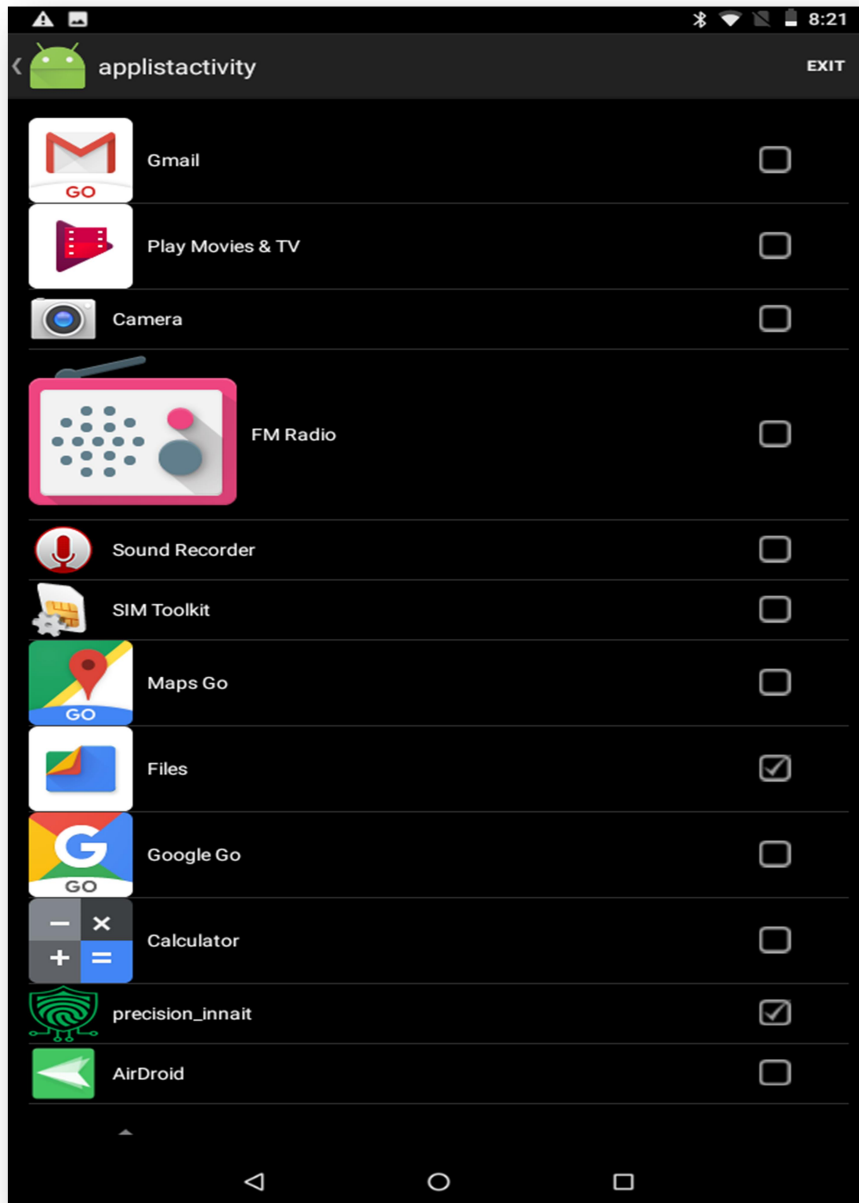 8:21
applistactivity
EXIT
GO
Gmail
Play Movies & TV
Camera
FM Radio
Sound Recorder
SIM Toolkit
GO
Maps Go
Files
G
GO
Google Go
− ×
+ =
Calculator
precision_innait
AirDroid